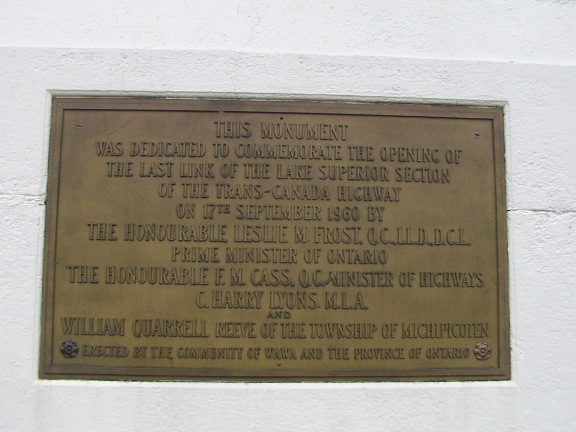 THIS MONUMENT
WAS DEDICATED TO COMMEMORATE THE OPENING OF
THE LAST LINK OF THE LAKE SUPERIOR SECTION
OF THE TRANS-CANADA HIGHWAY
ON 17TH SEPTEMBER 1960 BY
THE HONOURABLE LESLIE M. FROST, Q.C., LL.D., D.C.L.
PRIME MINISTER OF ONTARIO
THE HONOURABLE F. M. CASS, Q.C. MINISTER OF HIGHWAYS
C. HARRY LYONS, M.L.A.
AND
WILLIAM QUARRELL REEVE OF THE TOWNSHIP OF MICHIPICOTEN
ERECTED BY THE COMMUNITY OF WAWA AND THE PROVINCE OF ONTARIO